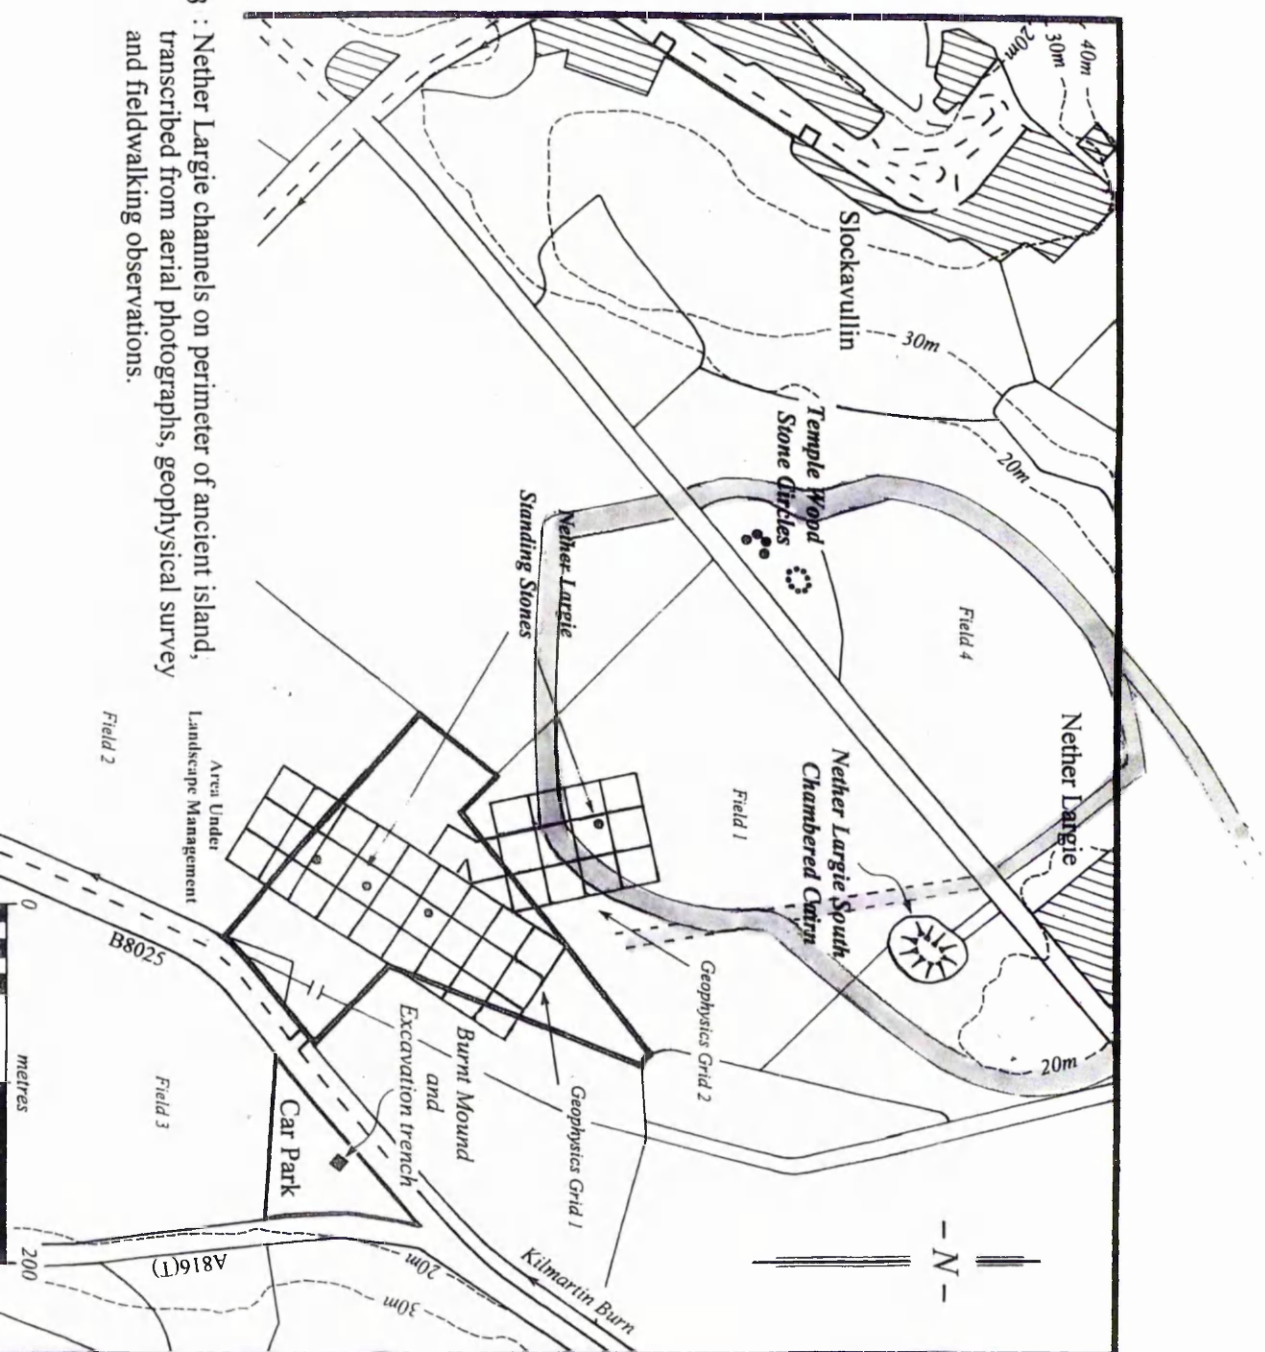 40m
30m
20m
Slockavullin
30m
20m
Temple Wood
Stone Circles
Field 4
Nether Largie
Nether Largie
Standing Stones
Field 1
Nether Largie South
Chambered Cairn
20m
Geophysics Grid 2
Geophysics Grid 1
Burnt Mound
and
Excavation trench
Area Under
Landscape Management
Field 2
B8025
Field 3
Car Park
A816(T)
20m
30m
Kilmartin Burn
- N -
0
metres
200
: Nether Largie channels on perimeter of ancient island,
transcribed from aerial photographs, geophysical survey
and fieldwalking observations.